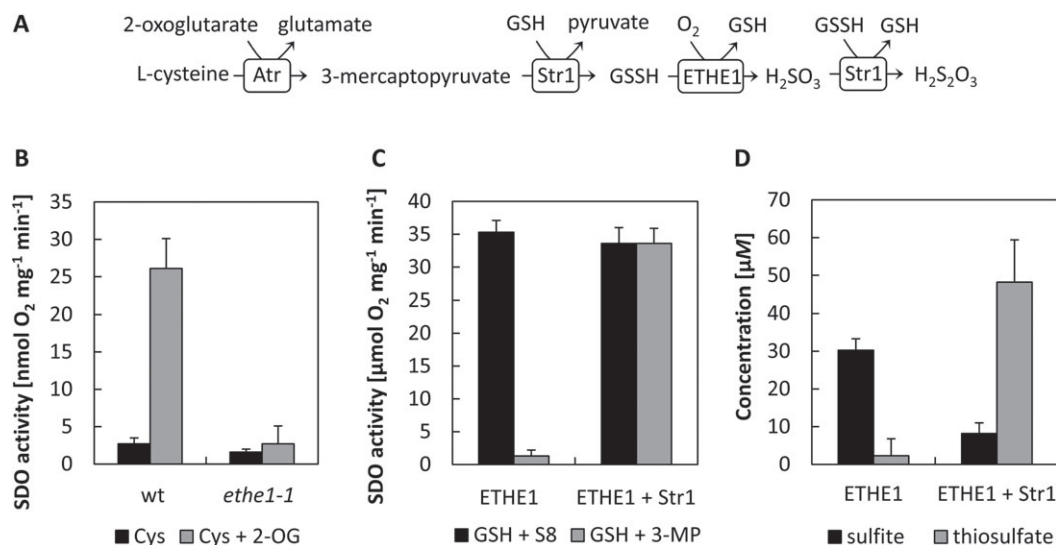 A
2-oxoglutarate glutamate GSH pyruvate O2 GSH GSSH GSH
L-cysteine Atr 3-mercaptopyruvate Str1 GSSH ETHE1 H2SO3 Str1 H2S2O3
B
SDO activity [nmol O2 mg-1 min-1]
35
30
25
20
15
10
5
0
wt ethe1-1
Cys Cys + 2-OG
C
SDO activity [µmol O2 mg-1 min-1]
40
35
30
25
20
15
10
5
0
ETHE1 ETHE1 + Str1
GSH + S8 GSH + 3-MP
D
Concentration [µM]
70
60
50
40
30
20
10
0
ETHE1 ETHE1 + Str1
sulfite thiosulfate